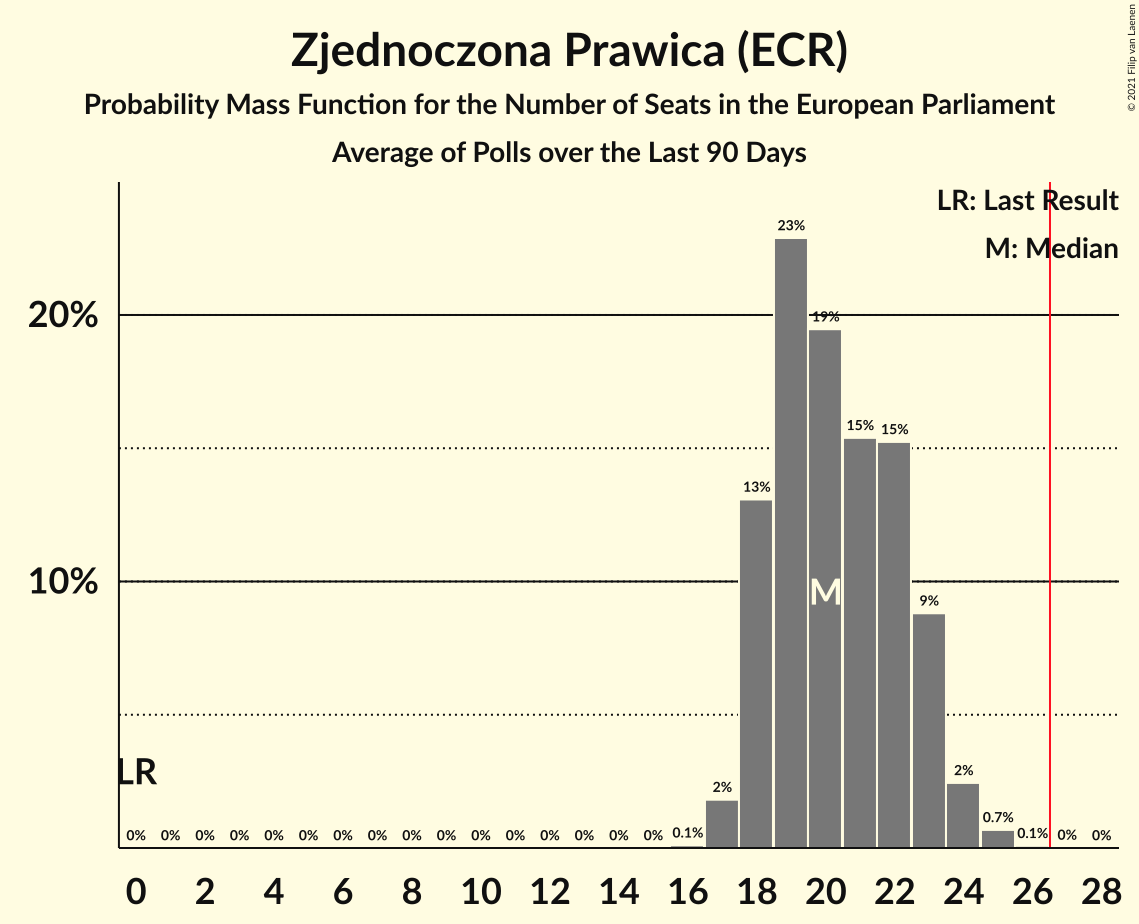 © 2021 Filip van Laenen
Zjednoczona Prawica (ECR)
Probability Mass Function for the Number of Seats in the European Parliament
Average of Polls over the Last 90 Days
LR: Last Result
M: Median
20%
10%
23%
19%
15%
15%
13%
M
9%
LR
2%
2%
0% 0% 0% 0% 0% 0% 0% 0% 0% 0% 0% 0% 0% 0% 0% 0% 0.1% 0.7% 0.1% 0% 0%
0 2 4 6 8 10 12 14 16 18 20 22 24 26 28